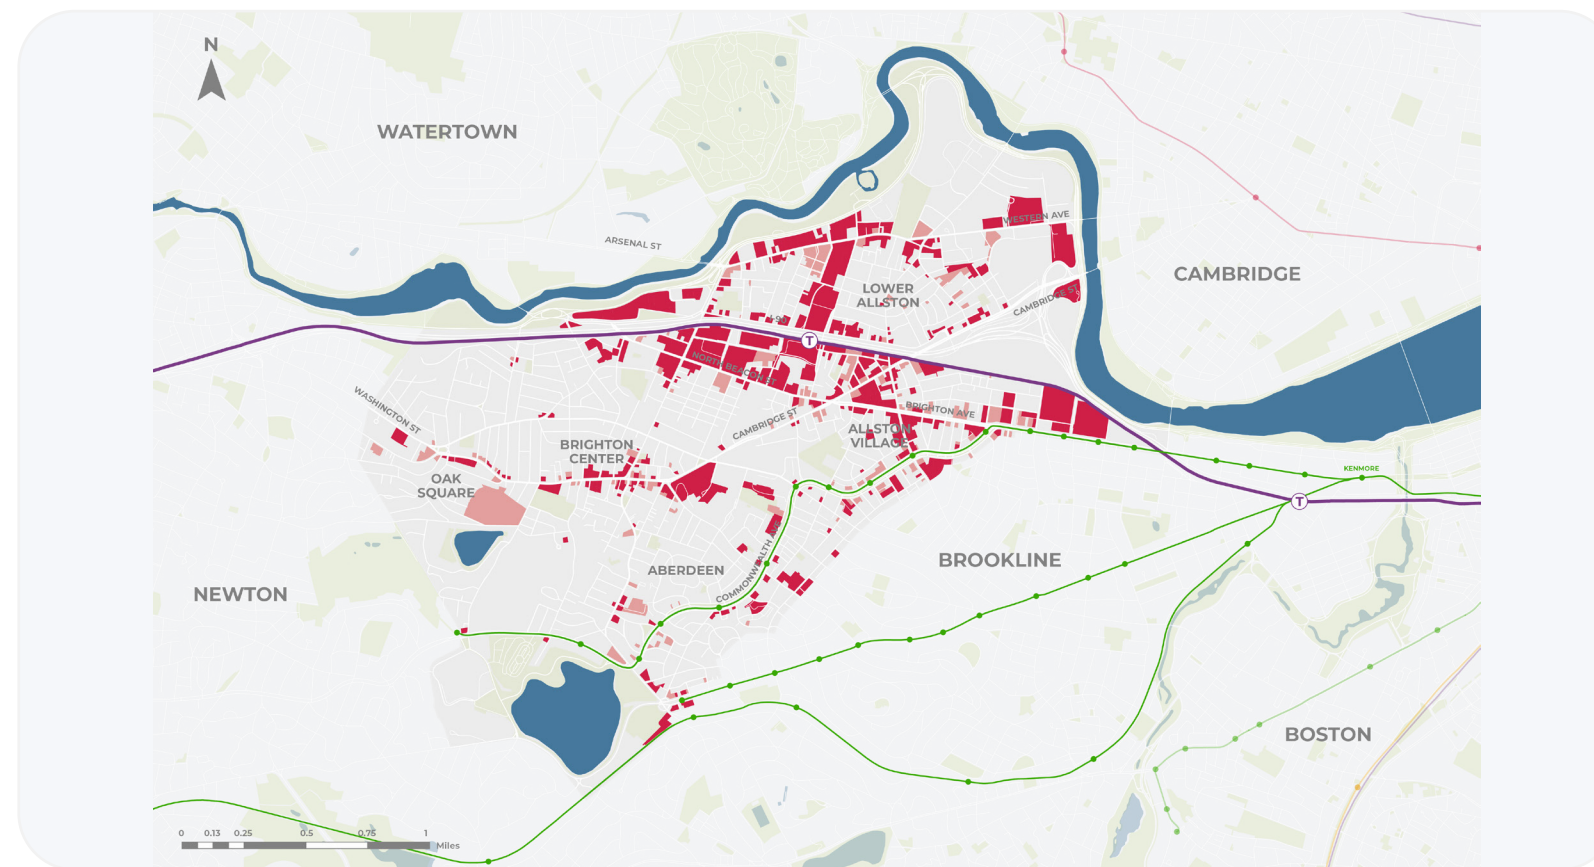 N
WATERTOWN
ARSENAL ST
WESTERN AVE
CAMBRIDGE
LOWER
ALLSTON
CAMBRIDGE ST
I-90
T
NORTH BEACON ST
WASHINGTON ST
BRIGHTON AVE
CAMBRIDGE ST
ALLSTON
VILLAGE
BRIGHTON
CENTER
KENMORE
OAK
SQUARE
T
COMMONWEALTH AVE
BROOKLINE
ABERDEEN
NEWTON
BOSTON
0 0.13 0.25 0.5 0.75 1
Miles